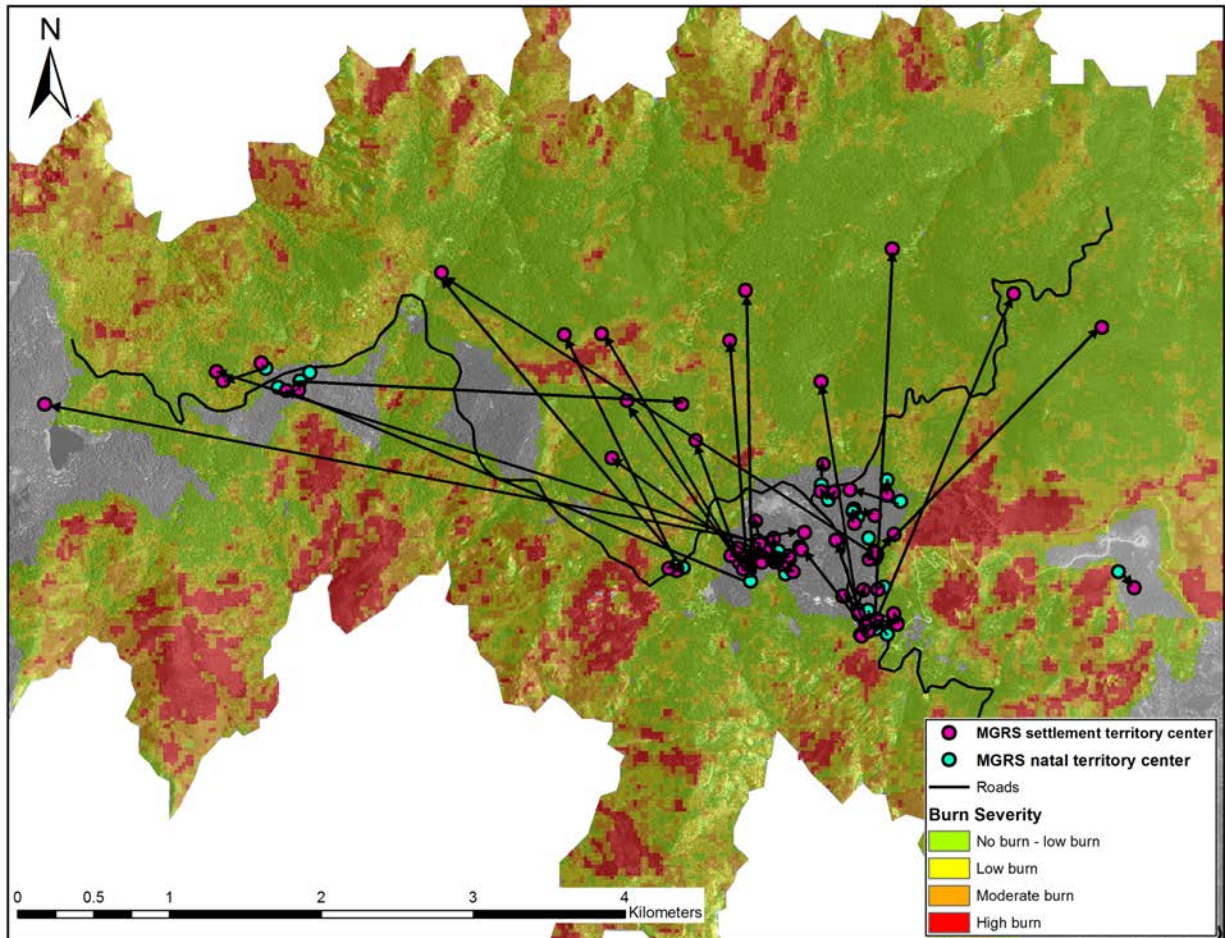 N
MGRS settlement territory center
MGRS natal territory center
Roads
Burn Severity
No burn - low burn
Low burn
Moderate burn
High burn
0 0.5 1 2 3 4
Kilometers